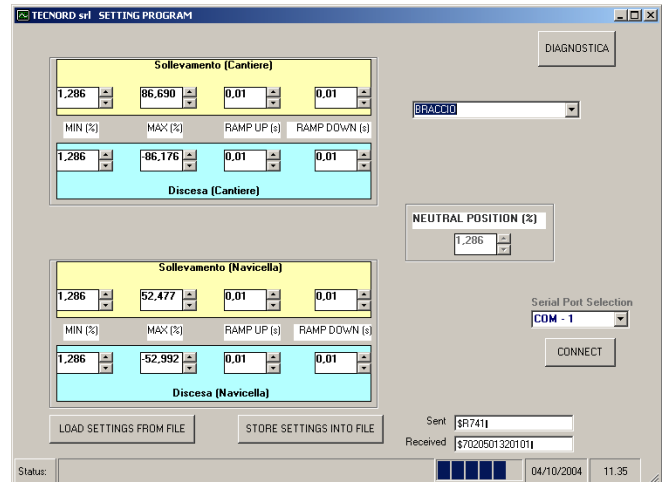 TECNORD srl SETTING PROGRAM
DIAGNOSTICA
Sollevamento (Cantiere)
1,286 86,690 0,01 0,01
BRACCIO
MIN (%) MAX (%) RAMP UP (s) RAMP DOWN (s)
1,286 -86,176 0,01 0,01
Discesa (Cantiere)
NEUTRAL POSITION (%)
1,286
Sollevamento (Navicella)
1,286 52,477 0,01 0,01
Serial Port Selection
COM - 1
MIN (%) MAX (%) RAMP UP (s) RAMP DOWN (s)
1,286 -52,992 0,01 0,01
CONNECT
Discesa (Navicella)
LOAD SETTINGS FROM FILE STORE SETTINGS INTO FILE
Sent $R741
Received $7020501320101
Status: 04/10/2004 11.35